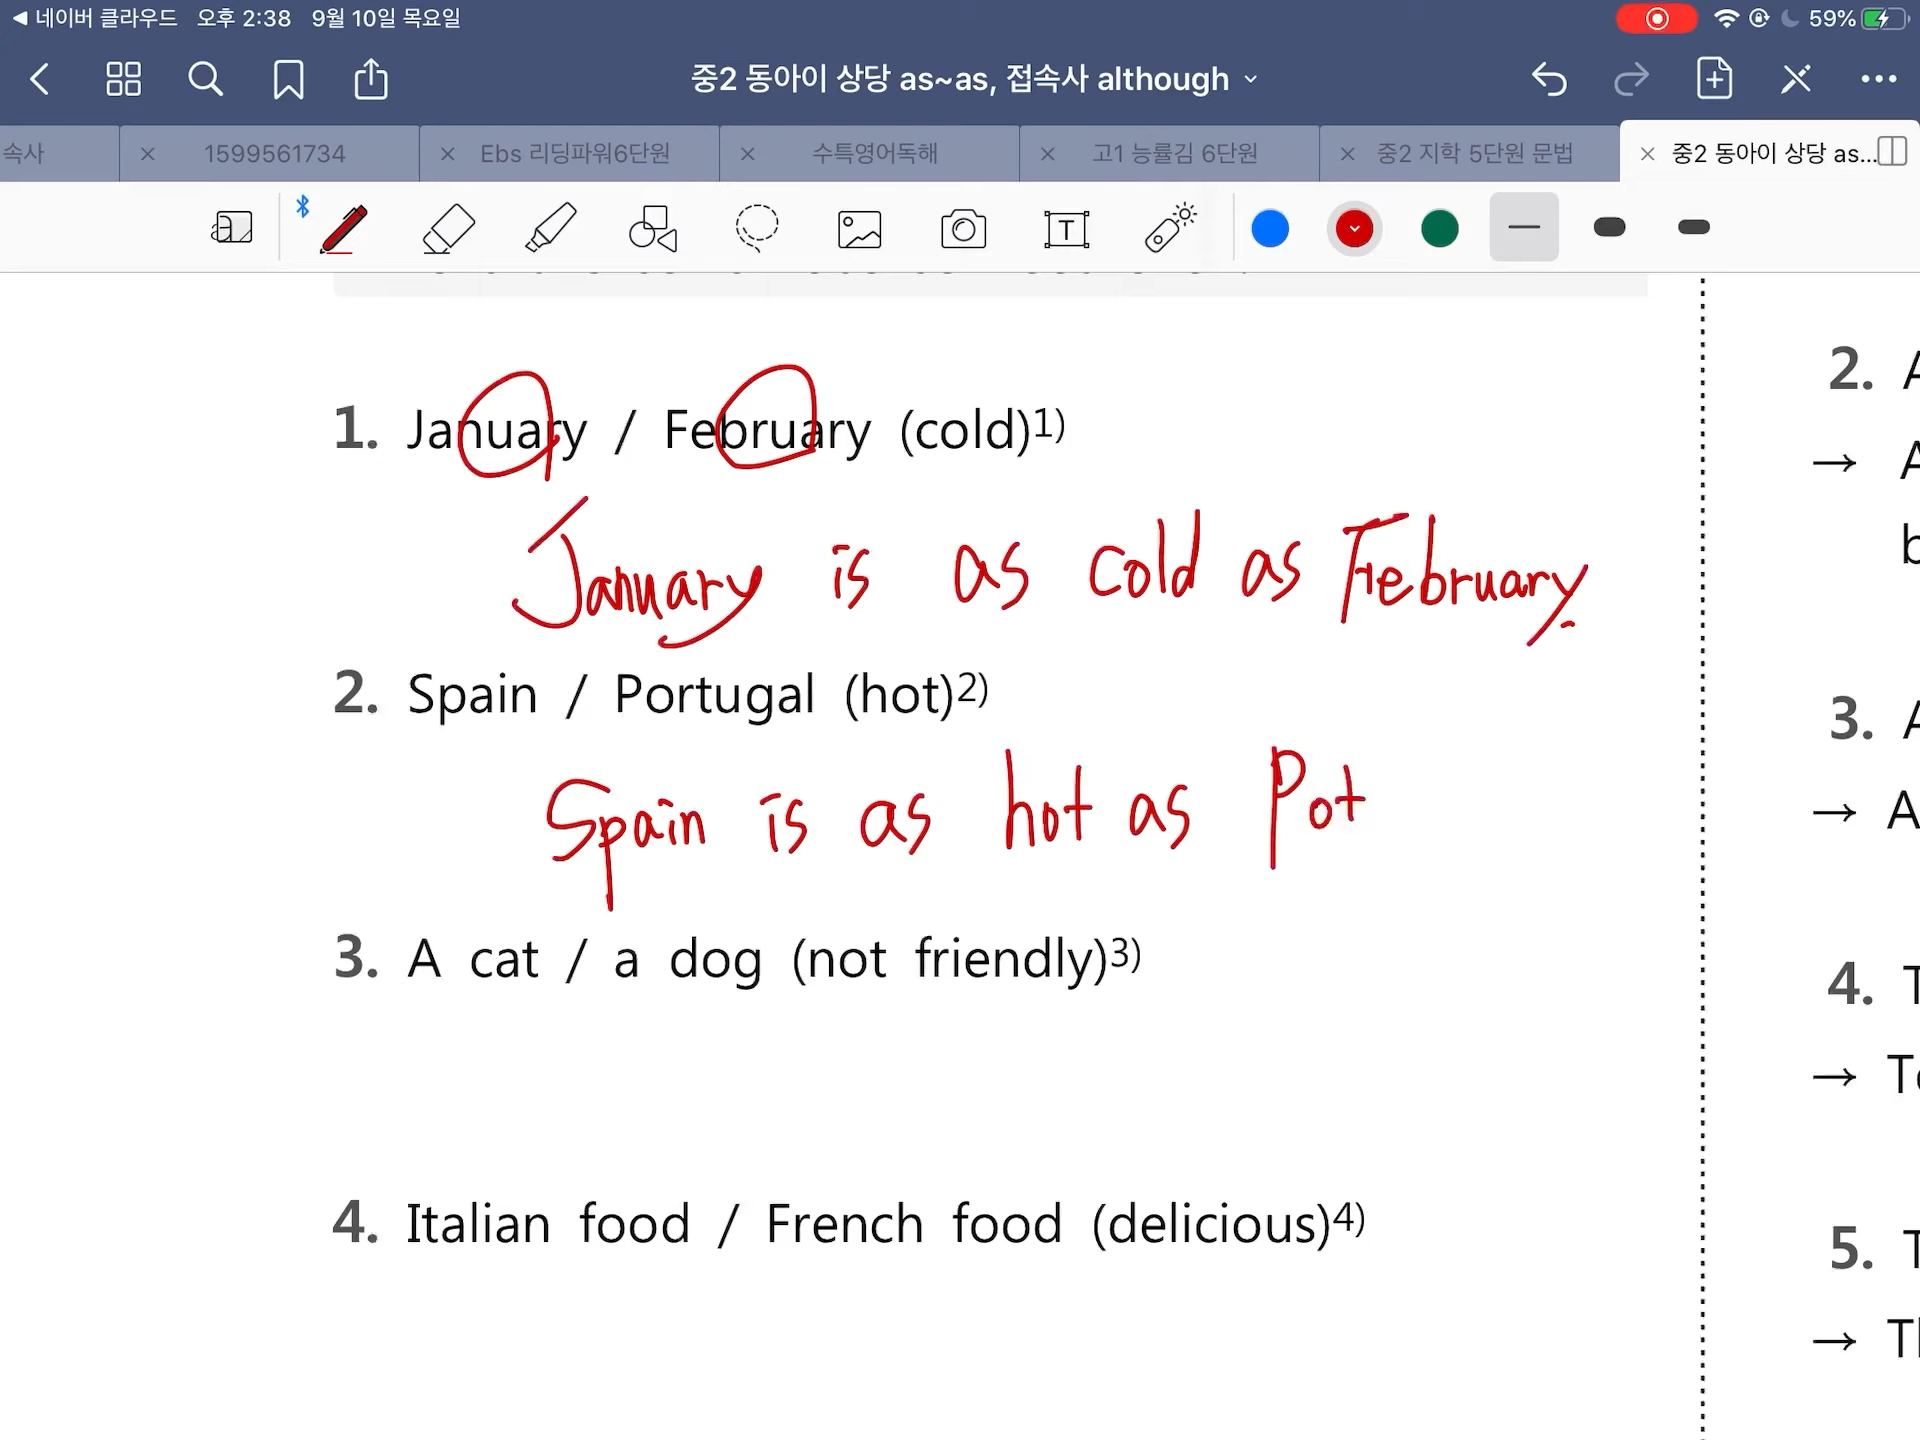 ◀ 네이버 클라우드 오후 2:38 9월 10일 목요일 59%
중2 동아이 상당 as~as, 접속사 although
속사 × 1599561734 × Ebs 리딩파워6단원 × 수특영어독해 × 고1 능률김 6단원 × 중2 지학 5단원 문법 × 중2 동아이 상당 as...
T
1. January / February (cold)1)
January is as cold as February.
2. Spain / Portugal (hot)2)
Spain is as hot as Pot
3. A cat / a dog (not friendly)3)
4. Italian food / French food (delicious)4)
2. A
→ A
b
3. A
→ A
4. T
→ Te
5. T
→ Th